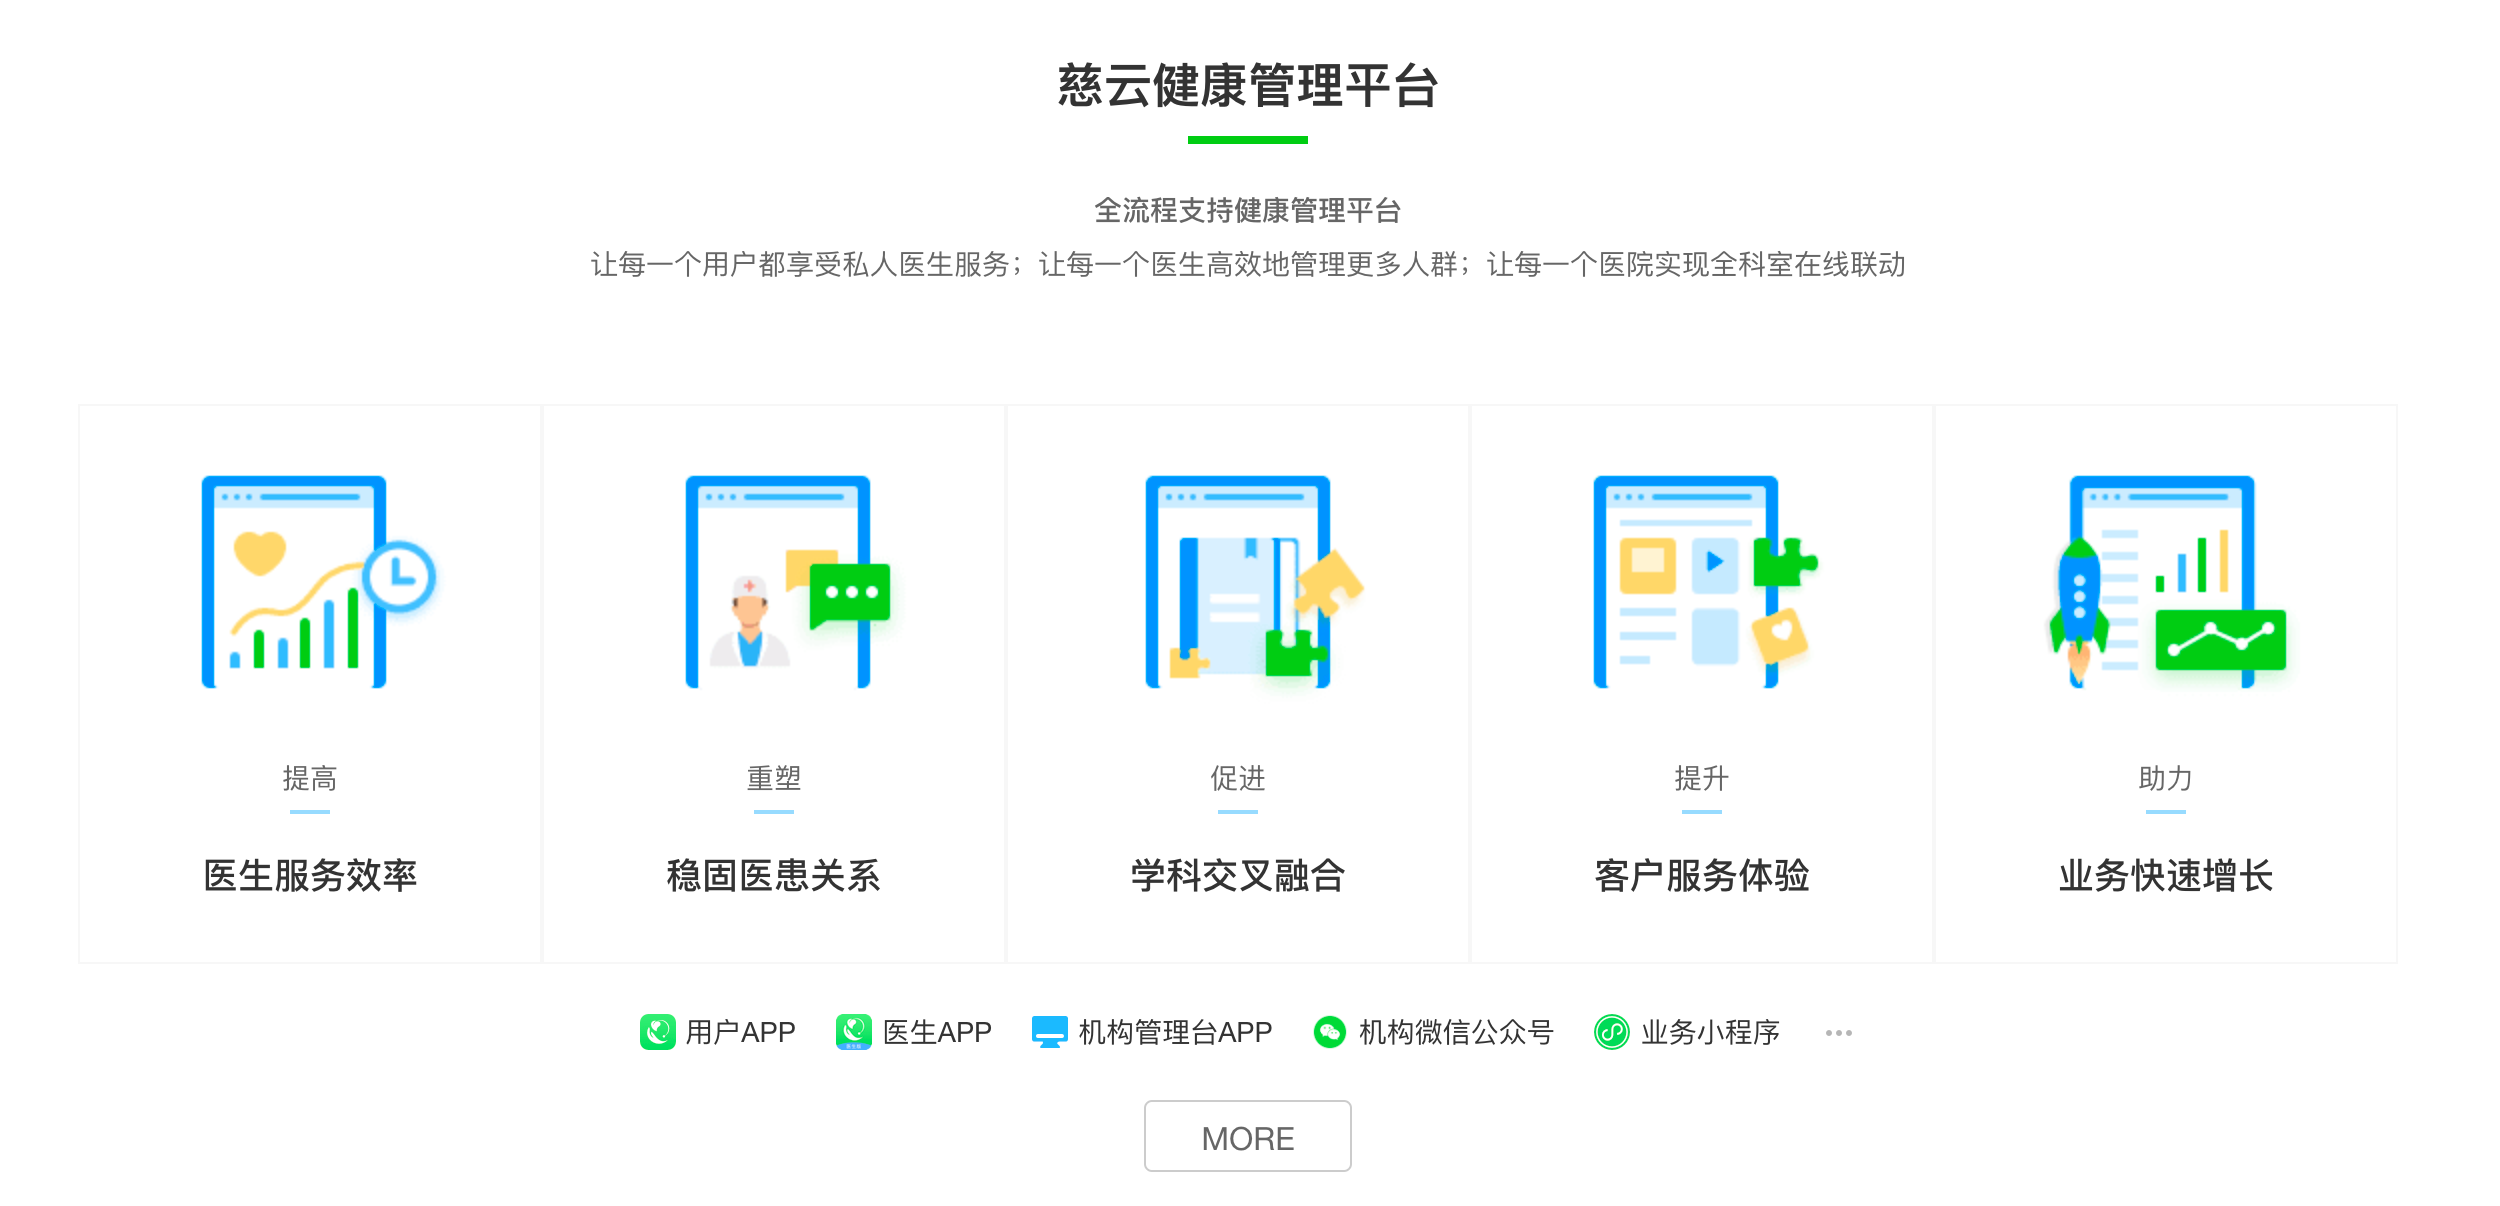 慈云健康管理平台
全流程支持健康管理平台
让每一个用户都享受私人医生服务；让每一个医生高效地管理更多人群；让每一个医院实现全科室在线联动
提高
医生服务效率
重塑
稳固医患关系
促进
学科交叉融合
提升
客户服务体验
助力
业务快速增长
用户APP 医生APP 机构管理台APP 机构微信公众号 业务小程序
MORE